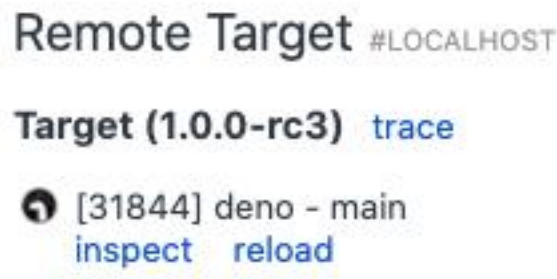 Remote Target #LOCALHOST
Target (1.0.0-rc3) trace
[31844] deno - main
inspect reload